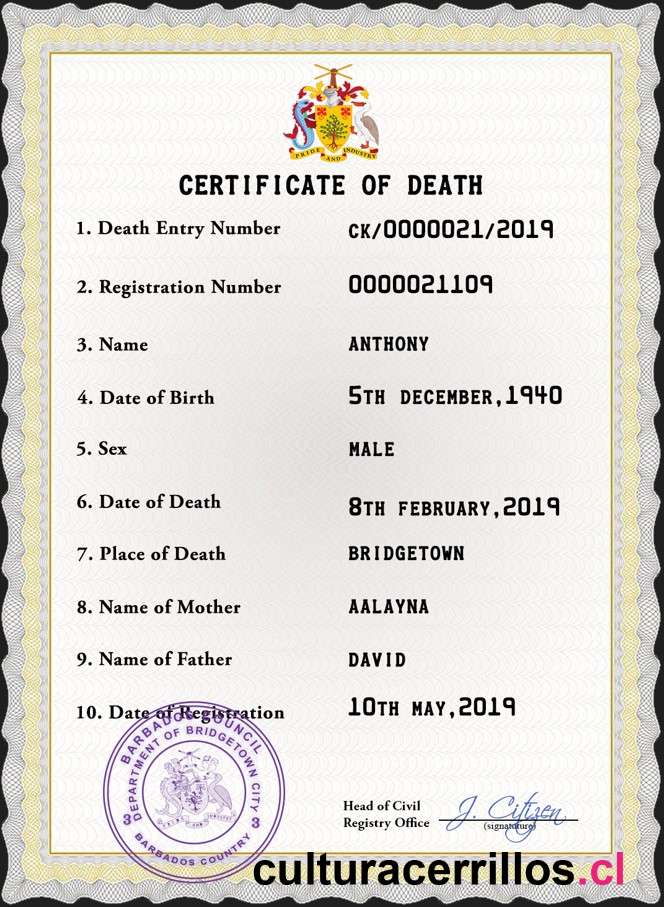 PRIDE AND INDUSTRY
CERTIFICATE OF DEATH
1. Death Entry Number CK/0000021/2019
2. Registration Number 0000021109
3. Name ANTHONY
4. Date of Birth 5TH DECEMBER,1940
5. Sex MALE
6. Date of Death 8TH FEBRUARY,2019
7. Place of Death BRIDGETOWN
8. Name of Mother AALAYNA
9. Name of Father DAVID
10. Date of Registration 10TH MAY,2019
BARBADOS COUNCIL
DEPARTMENT OF BRIDGETOWN CITY
3 3
BARBADOS COUNTRY
Head of Civil
Registry Office J. Citizen
(signatuture)
culturacerrillos.cl